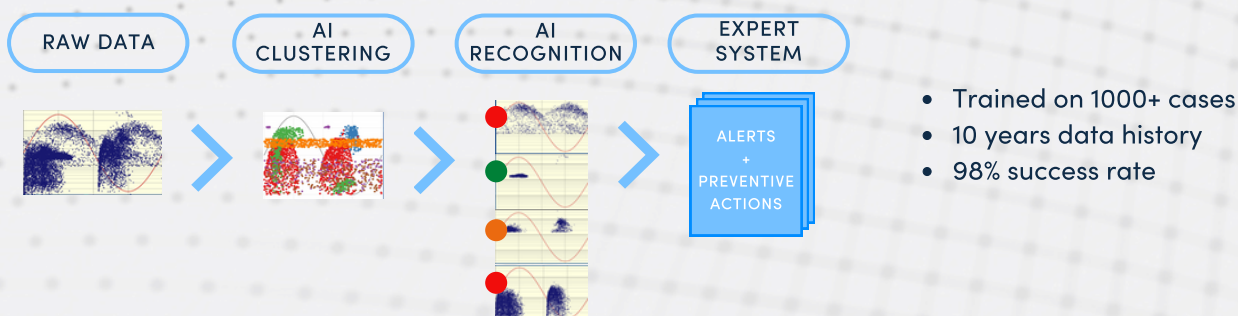 RAW DATA
AI
CLUSTERING
AI
RECOGNITION
EXPERT
SYSTEM
ALERTS
+
PREVENTIVE
ACTIONS
• Trained on 1000+ cases
• 10 years data history
• 98% success rate